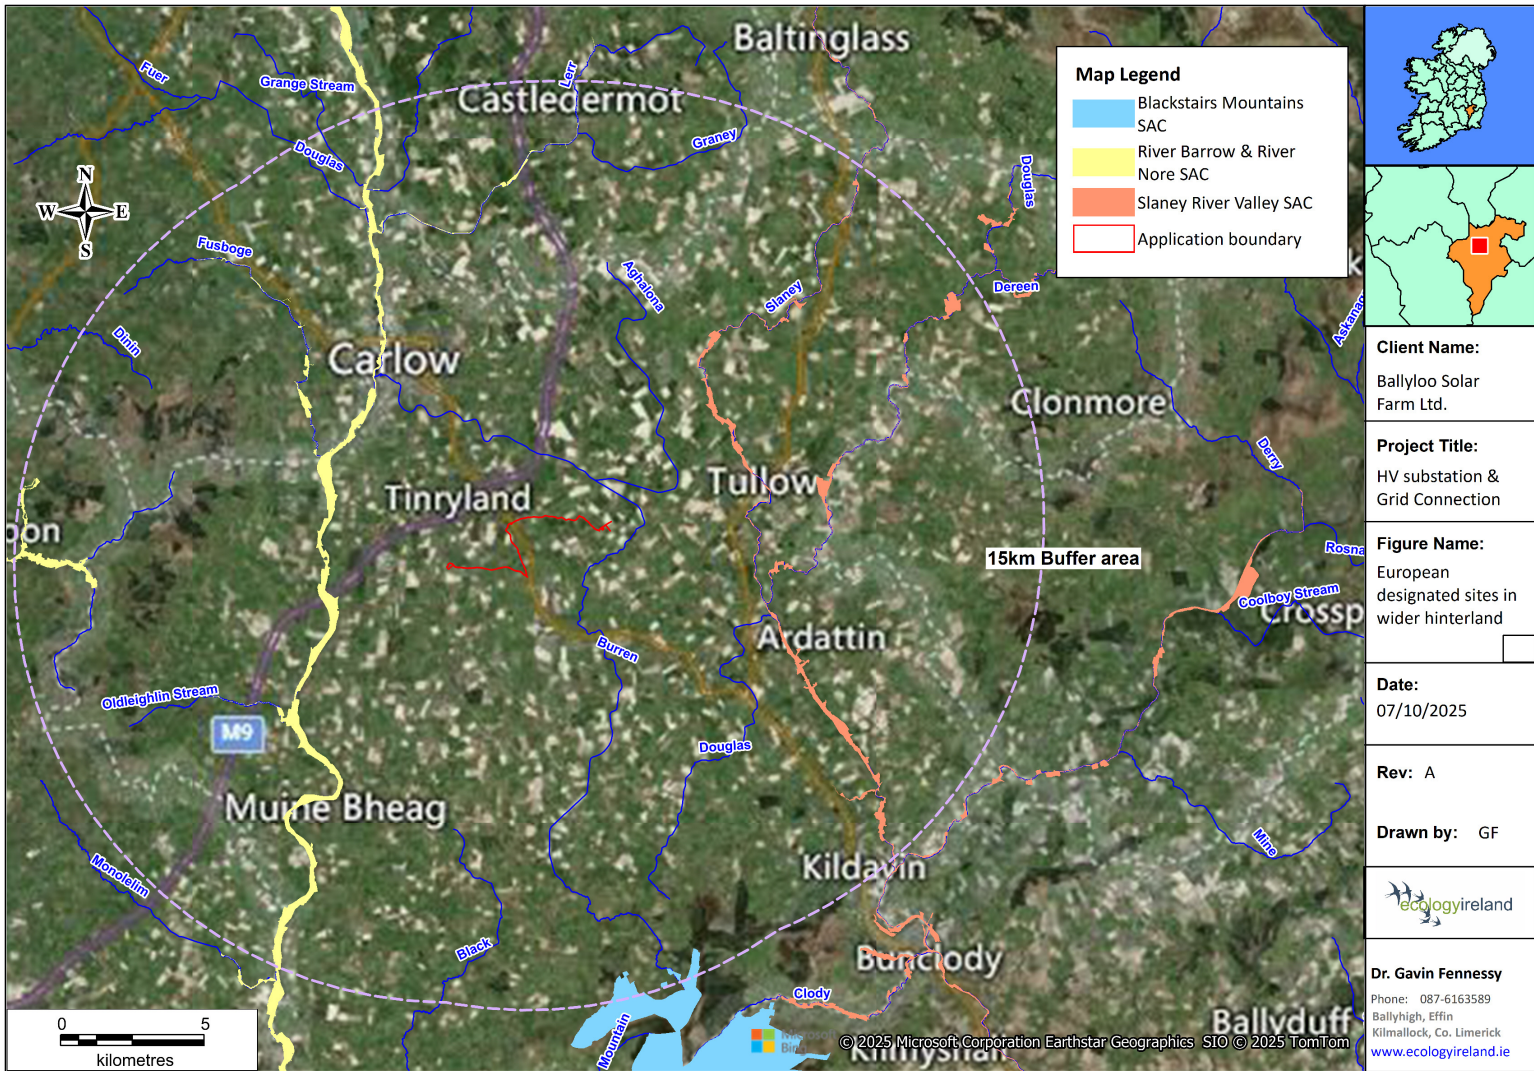 Baltinglass
Fuer
Grange Stream
Lerr
Castledermot
Graney
Douglas
Douglas
N
W
E
S
Fusboge
Aghalona
Slaney
Dereen
Dinin
Carlow
Clonmore
Derry
Tullow
Tinryland
15km Buffer area
Coolboy Stream
Ardattin
Burren
Oldleighlin Stream
M9
Douglas
Muine Bheag
Mine
Kildavin
Monolelim
Black
Bunclody
Clody
Mountain
Ballyduff
0 5
kilometres
© 2025 Microsoft Corporation Earthstar Geographics SIO © 2025 TomTom
Map Legend
Blackstairs Mountains
SAC
River Barrow & River
Nore SAC
Slaney River Valley SAC
Application boundary
Client Name:
Ballyloo Solar
Farm Ltd.
Project Title:
HV substation &
Grid Connection
Figure Name:
European
designated sites in
wider hinterland
Date:
07/10/2025
Rev: A
Drawn by: GF
ecologyireland
Dr. Gavin Fennessy
Phone: 087-6163589
Ballyhigh, Effin
Kilmallock, Co. Limerick
www.ecologyireland.ie